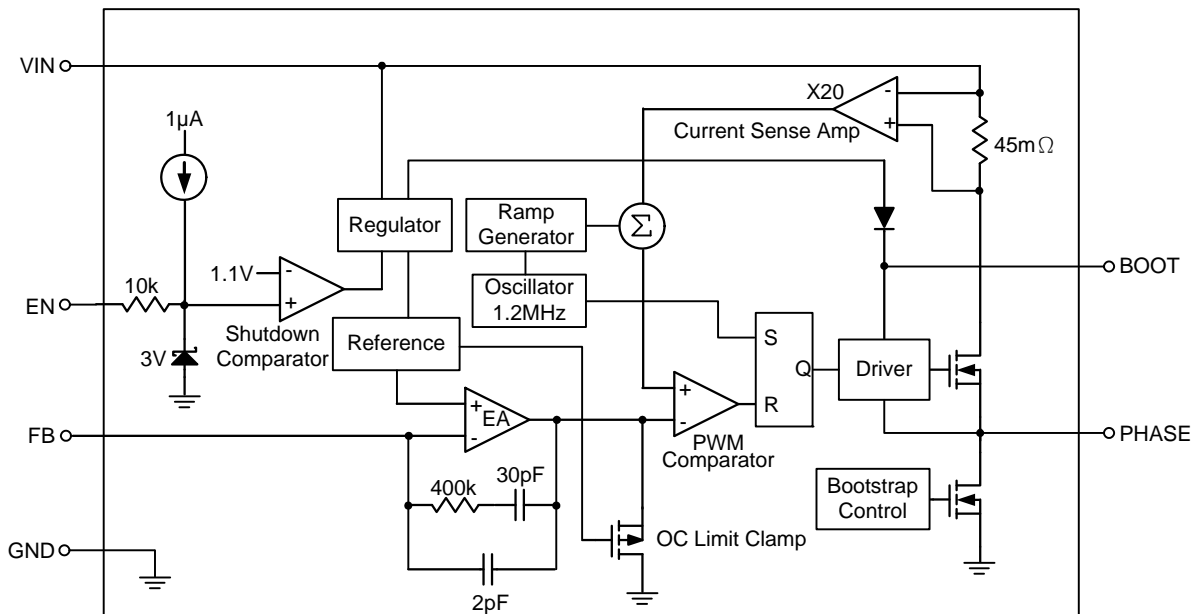 VIN
X20
-
+
Current Sense Amp
45mΩ
1µA
Regulator
Ramp
Generator
Σ
BOOT
1.1V
-
+
10k
EN
Oscillator
1.2MHz
Shutdown
Comparator
3V
Reference
S
Q
R
Driver
+
-
EA
+
-
FB
PHASE
PWM
Comparator
400k
30pF
Bootstrap
Control
OC Limit Clamp
GND
2pF